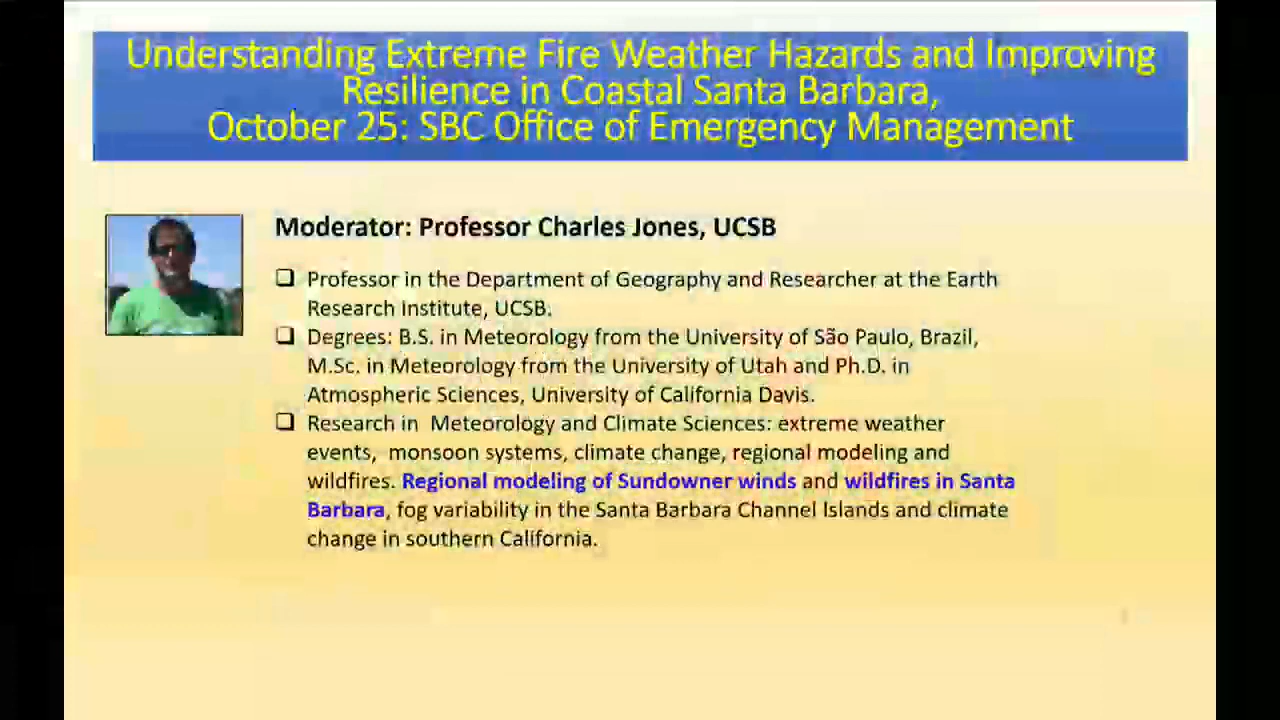 Understanding Extreme Fire Weather Hazards and Improving
Resilience in Coastal Santa Barbara,
October 25: SBC Office of Emergency Management
Moderator: Professor Charles Jones, UCSB
❑ Professor in the Department of Geography and Researcher at the Earth
Research Institute, UCSB.
❑ Degrees: B.S. in Meteorology from the University of São Paulo, Brazil,
M.Sc. in Meteorology from the University of Utah and Ph.D. in
Atmospheric Sciences, University of California Davis.
❑ Research in  Meteorology and Climate Sciences: extreme weather
events,  monsoon systems, climate change, regional modeling and
wildfires. Regional modeling of Sundowner winds and wildfires in Santa
Barbara, fog variability in the Santa Barbara Channel Islands and climate
change in southern California.